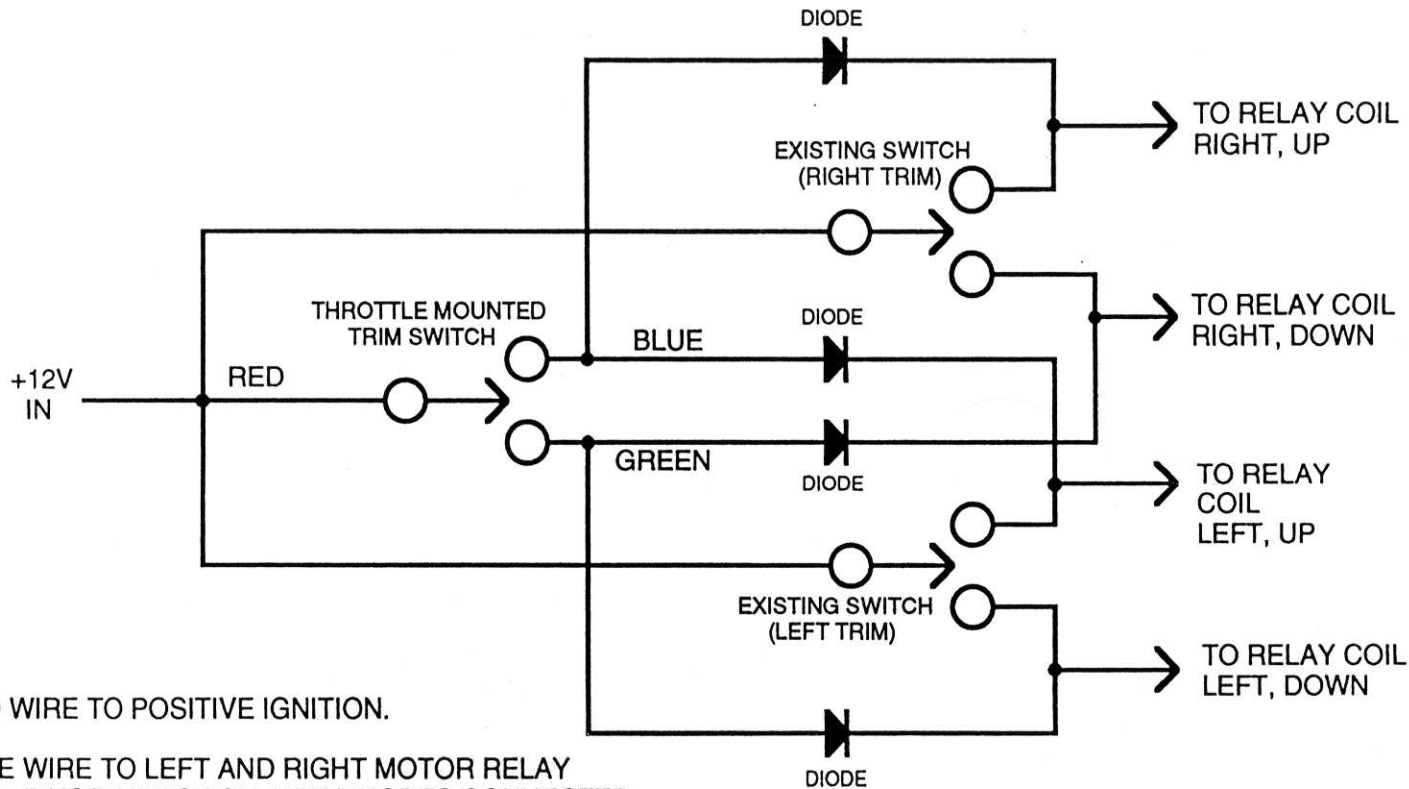 DIODE
TO RELAY COIL
RIGHT, UP
EXISTING SWITCH
(RIGHT TRIM)
THROTTLE MOUNTED
TRIM SWITCH
DIODE
TO RELAY COIL
RIGHT, DOWN
BLUE
+12V
IN
RED
GREEN
DIODE
TO RELAY
COIL
LEFT, UP
EXISTING SWITCH
(LEFT TRIM)
TO RELAY COIL
LEFT, DOWN
WIRE TO POSITIVE IGNITION.
E WIRE TO LEFT AND RIGHT MOTOR RELAY
DIODE